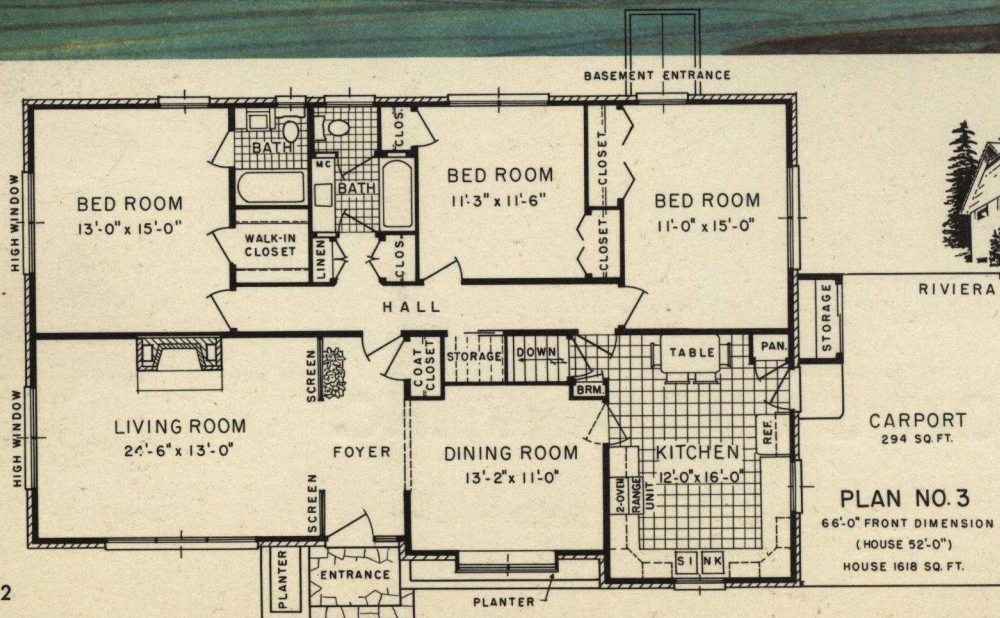 BASEMENT ENTRANCE
HIGH WINDOW
BED ROOM
13'-0" x 15'-0"
BATH
WALK-IN
CLOSET
MC
BATH
LINEN
CLOS.
CLOS.
BED ROOM
11'-3" x 11'-6"
CLOSET
CLOSET
BED ROOM
11'-0" x 15'-0"
HALL
RIVIERA
STORAGE
HIGH WINDOW
LIVING ROOM
24'-6" x 13'-0"
SCREEN
SCREEN
FOYER
COAT
CLOSET
STORAGE
DOWN
BRM.
TABLE
PAN.
DINING ROOM
13'-2" x 11'-0"
KITCHEN
12'-0" x 16'-0"
REF.
2-OVEN
RANGE
UNIT
SINK
CARPORT
294 SQ. FT.
PLAN NO. 3
66'-0" FRONT DIMENSION
(HOUSE 52'-0")
HOUSE 1618 SQ. FT.
PLANTER
ENTRANCE
PLANTER
2